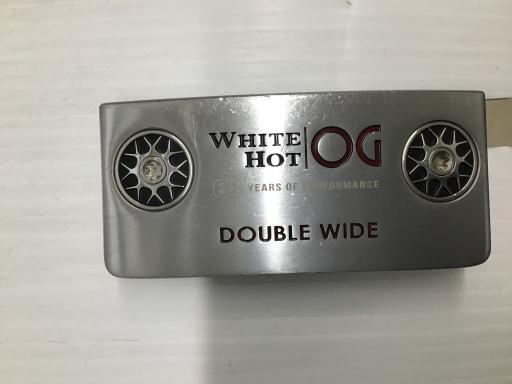 WHITE HOT | OG
YEARS OF PERFORMANCE
DOUBLE WIDE